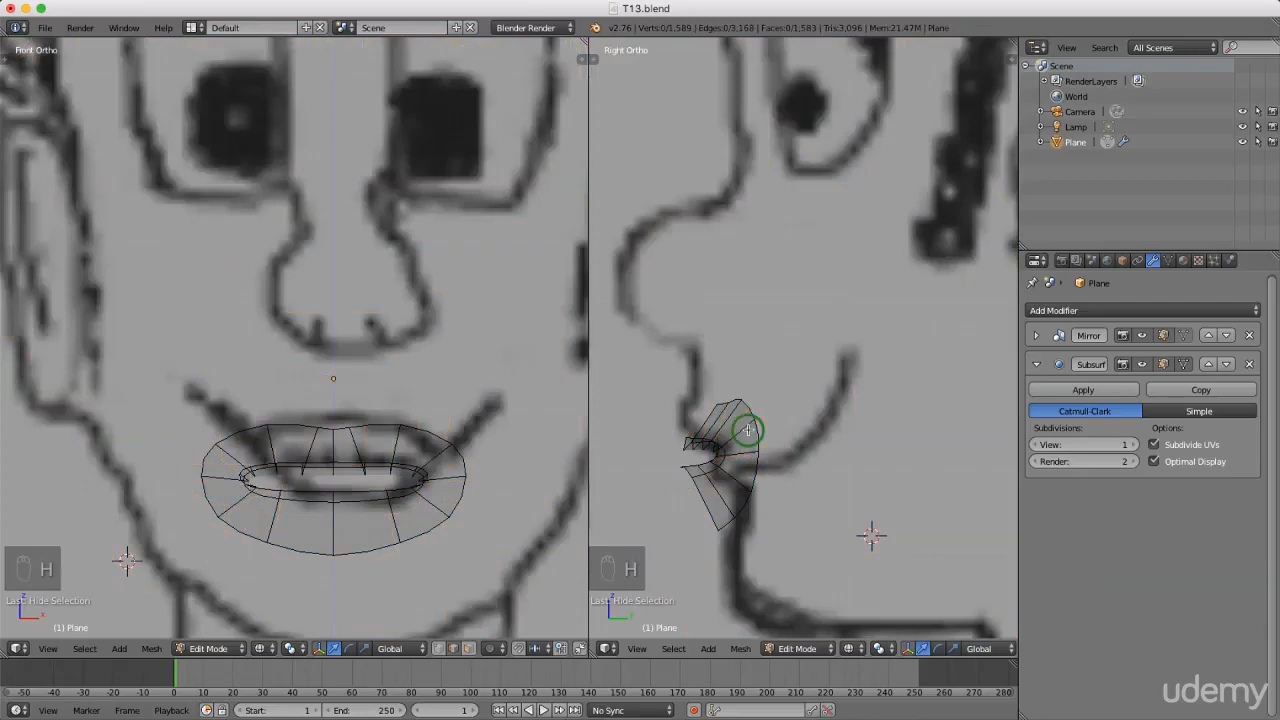 T13.blend
File Render Window Help Default Scene Blender Render v2.76 | Verts:0/1,589 | Edges:0/3,168 | Faces:0/1,583 | Tris:3,096 | Mem:21.47M | Plane
Front Ortho
Right Ortho
View Search All Scenes
Scene
RenderLayers
World
Camera
Lamp
Plane
Plane
Add Modifier
Mirror
Subsurf
Apply Copy
Catmull-Clark Simple
Subdivisions: Options:
View: 1 Subdivide UVs
Render: 2 Optimal Display
H
H
Last: Hide Selection
Last: Hide Selection
x
z
y
z
(1) Plane
(1) Plane
View Select Add Mesh Edit Mode Global
View Select Add Mesh Edit Mode Global
-50 -40 -30 -20 -10 0 10 20 30 40 50 60 70 80 90 100 110 120 130 140 150 160 170 180 190 200 210 220 230 240 250 260 270 280
View Marker Frame Playback Start: 1 End: 250 1 No Sync
udemy